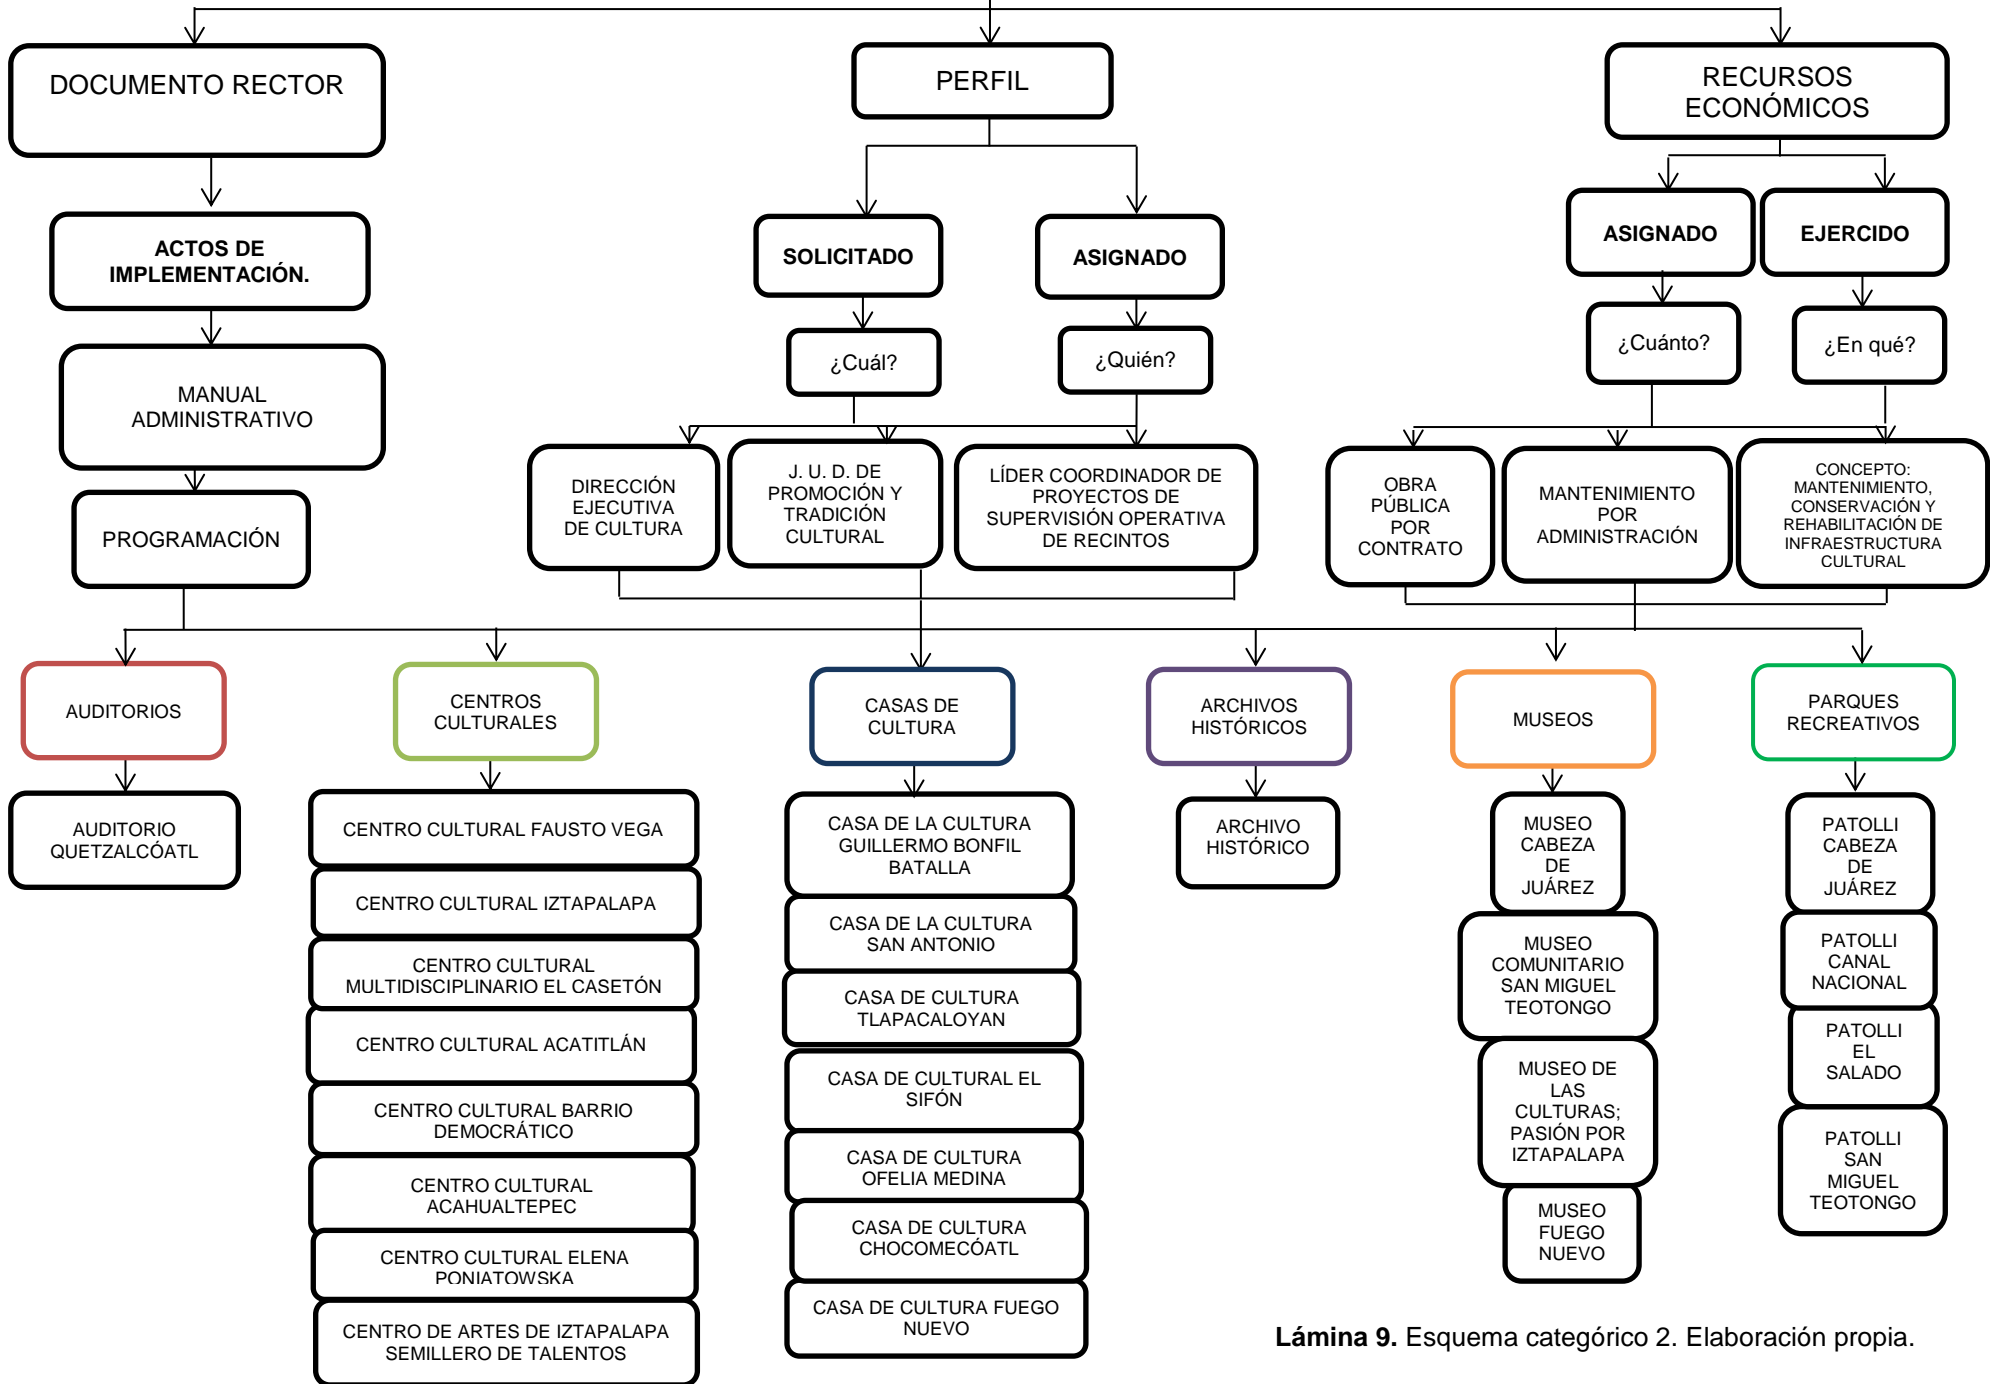 DOCUMENTO RECTOR
PERFIL
RECURSOS
ECONÓMICOS
ACTOS DE
IMPLEMENTACIÓN.
SOLICITADO
ASIGNADO
ASIGNADO
EJERCIDO
MANUAL
ADMINISTRATIVO
¿Cuál?
¿Quién?
¿Cuánto?
¿En qué?
PROGRAMACIÓN
DIRECCIÓN
EJECUTIVA
DE CULTURA
J. U. D. DE
PROMOCIÓN Y
TRADICIÓN
CULTURAL
LÍDER COORDINADOR DE
PROYECTOS DE
SUPERVISIÓN OPERATIVA
DE RECINTOS
OBRA
PÚBLICA
POR
CONTRATO
MANTENIMIENTO
POR
ADMINISTRACIÓN
CONCEPTO:
MANTENIMIENTO,
CONSERVACIÓN Y
REHABILITACIÓN DE
INFRAESTRUCTURA
CULTURAL
AUDITORIOS
CENTROS
CULTURALES
CASAS DE
CULTURA
ARCHIVOS
HISTÓRICOS
MUSEOS
PARQUES
RECREATIVOS
AUDITORIO
QUETZALCÓATL
CENTRO CULTURAL FAUSTO VEGA
CENTRO CULTURAL IZTAPALAPA
CENTRO CULTURAL
MULTIDISCIPLINARIO EL CASETÓN
CENTRO CULTURAL ACATITLÁN
CENTRO CULTURAL BARRIO
DEMOCRÁTICO
CENTRO CULTURAL
ACAHUALTEPEC
CENTRO CULTURAL ELENA
PONIATOWSKA
CENTRO DE ARTES DE IZTAPALAPA
SEMILLERO DE TALENTOS
CASA DE LA CULTURA
GUILLERMO BONFIL
BATALLA
CASA DE LA CULTURA
SAN ANTONIO
CASA DE CULTURA
TLAPACALOYAN
CASA DE CULTURAL EL
SIFÓN
CASA DE CULTURA
OFELIA MEDINA
CASA DE CULTURA
CHOCOMECÓATL
CASA DE CULTURA FUEGO
NUEVO
ARCHIVO
HISTÓRICO
MUSEO
CABEZA
DE
JUÁREZ
MUSEO
COMUNITARIO
SAN MIGUEL
TEOTONGO
MUSEO DE
LAS
CULTURAS;
PASIÓN POR
IZTAPALAPA
MUSEO
FUEGO
NUEVO
PATOLLI
CABEZA
DE
JUÁREZ
PATOLLI
CANAL
NACIONAL
PATOLLI
EL
SALADO
PATOLLI
SAN
MIGUEL
TEOTONGO
Lámina 9. Esquema categórico 2. Elaboración propia.